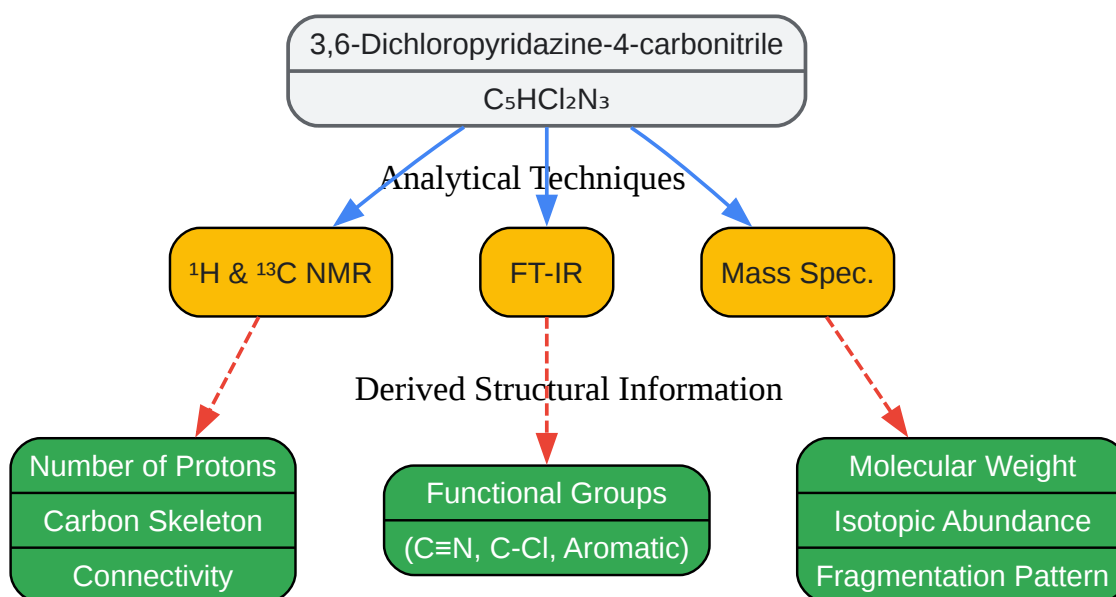 3,6-Dichloropyridazine-4-carbonitrile
C₅HCl₂N₃
Analytical Techniques
¹H & ¹³C NMR
FT-IR
Mass Spec.
Derived Structural Information
Number of Protons
Carbon Skeleton
Connectivity
Functional Groups
(C≡N, C-Cl, Aromatic)
Molecular Weight
Isotopic Abundance
Fragmentation Pattern